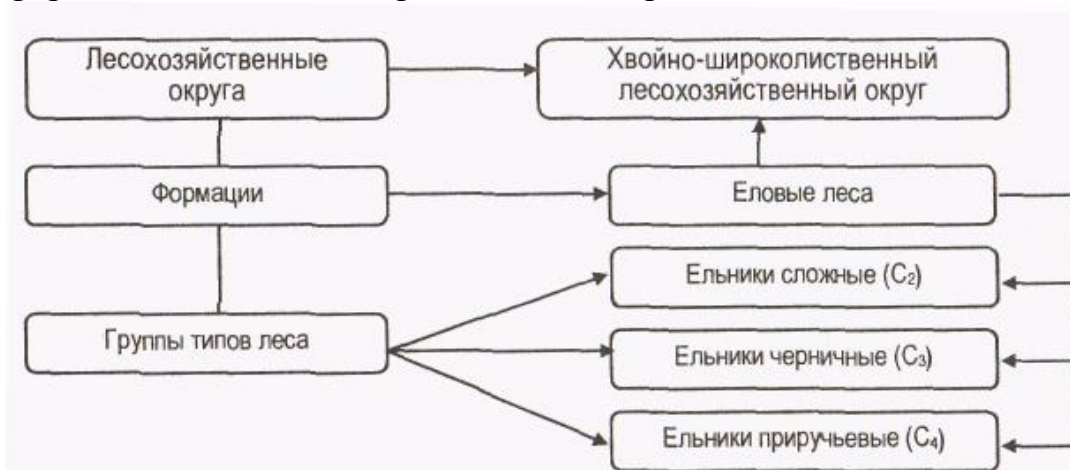 Лесохозяйственные
округа
Хвойно-широколиственный
лесохозяйственный округ
Формации
Еловые леса
Ельники сложные (С₂)
Группы типов леса
Ельники черничные (С₃)
Ельники приручьевые (С₄)